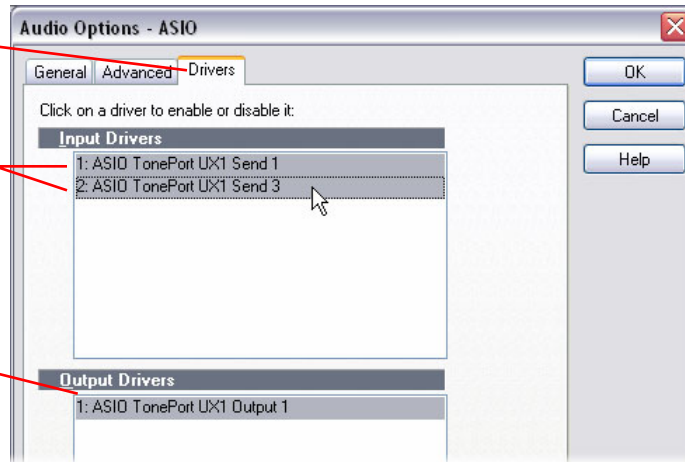 Audio Options - ASIO
General Advanced Drivers
OK
Click on a driver to enable or disable it:
Cancel
Input Drivers
Help
1: ASIO TonePort UX1 Send 1
2: ASIO TonePort UX1 Send 3
Output Drivers
1: ASIO TonePort UX1 Output 1